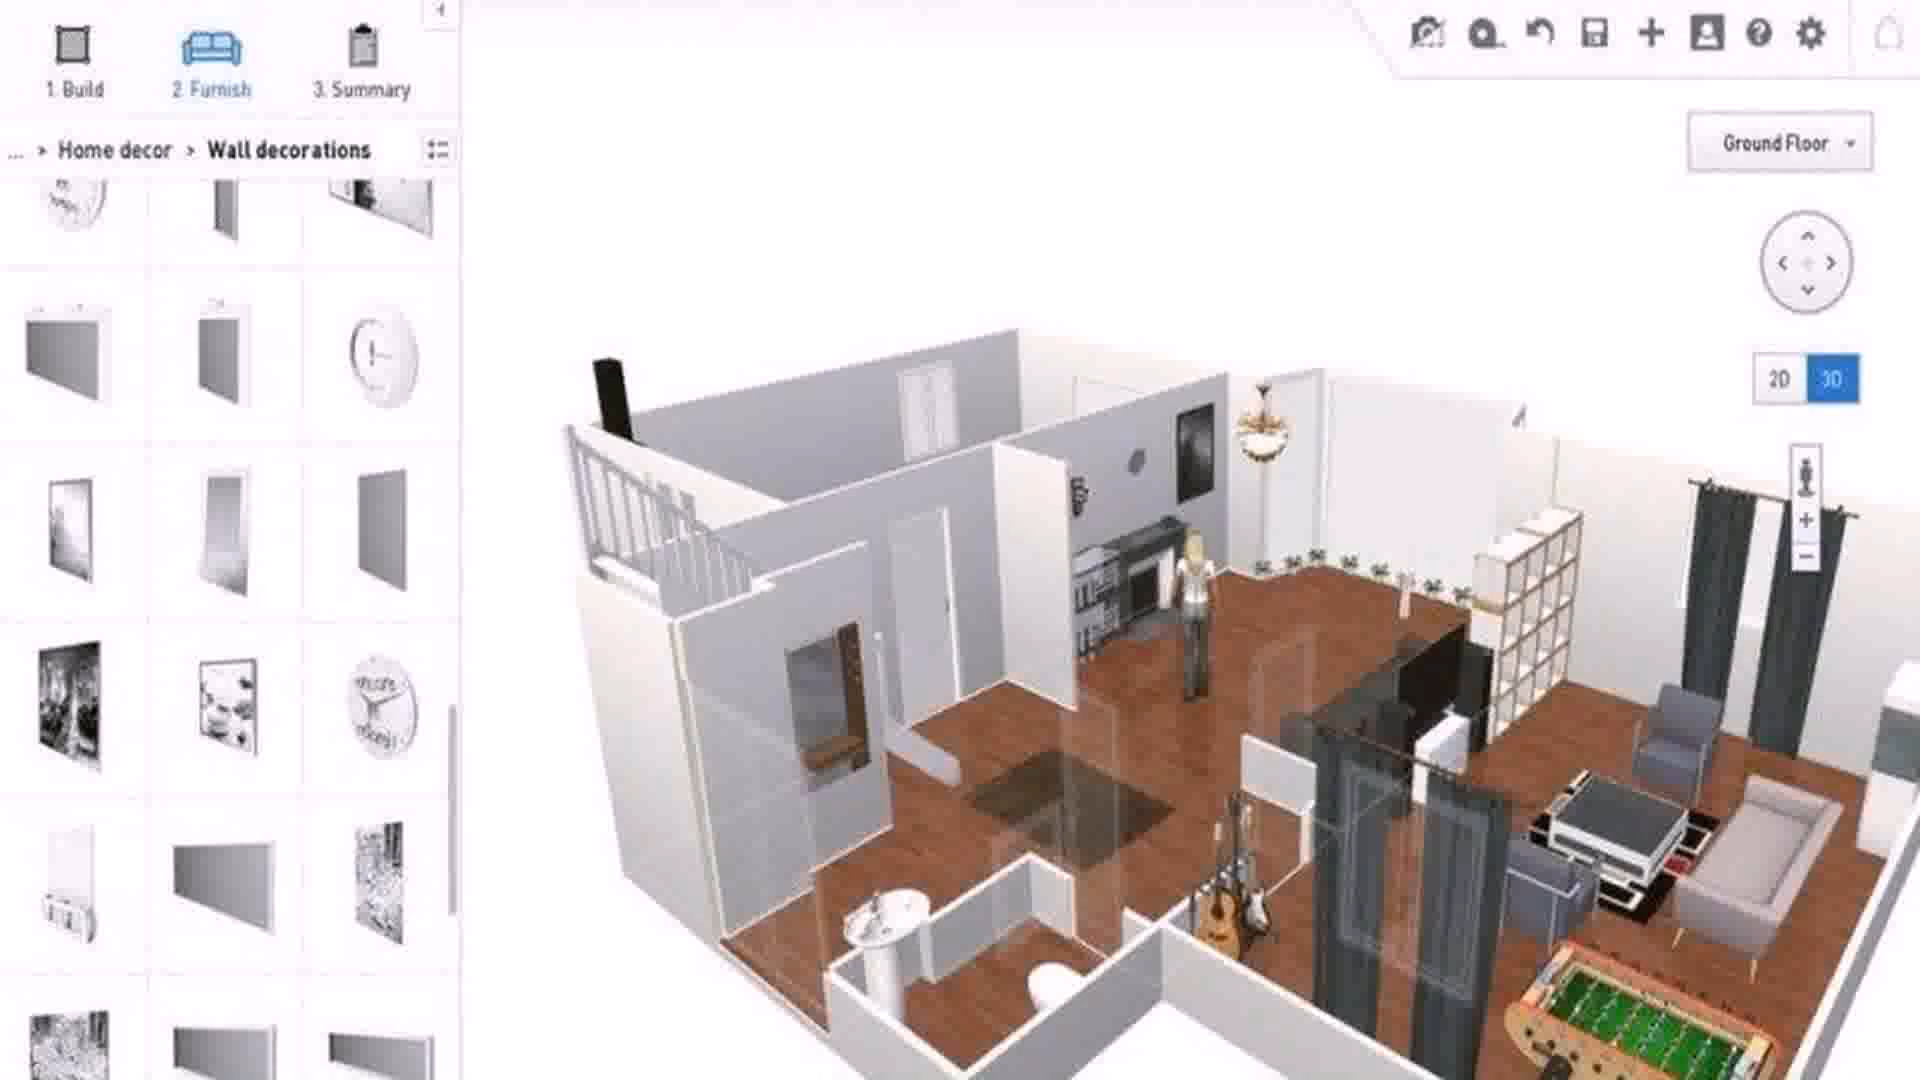 1. Build
2. Furnish
3. Summary
... > Home decor > Wall decorations
Ground Floor
2D
3D